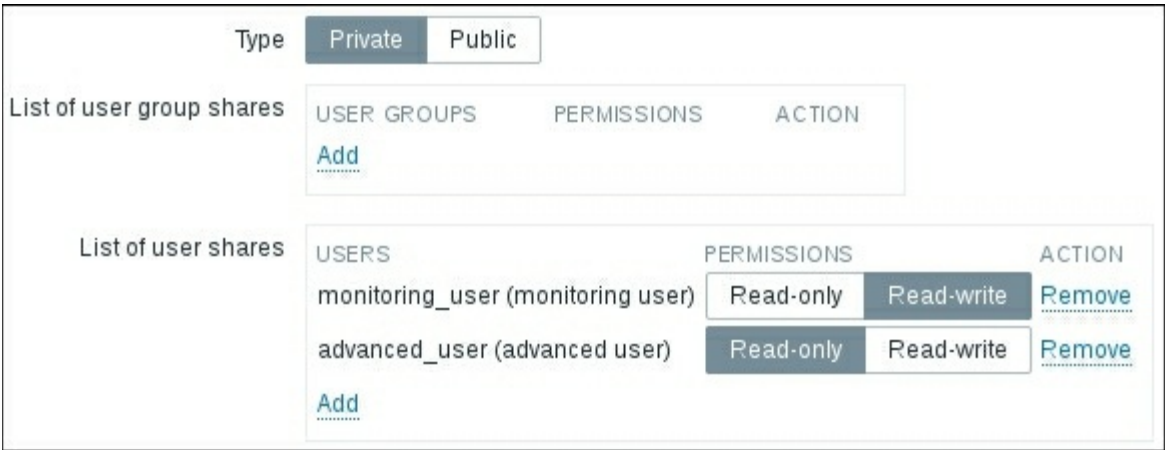 Type Private Public
List of user group shares USER GROUPS PERMISSIONS ACTION
Add
List of user shares USERS PERMISSIONS ACTION
monitoring_user (monitoring user) Read-only Read-write Remove
advanced_user (advanced user) Read-only Read-write Remove
Add